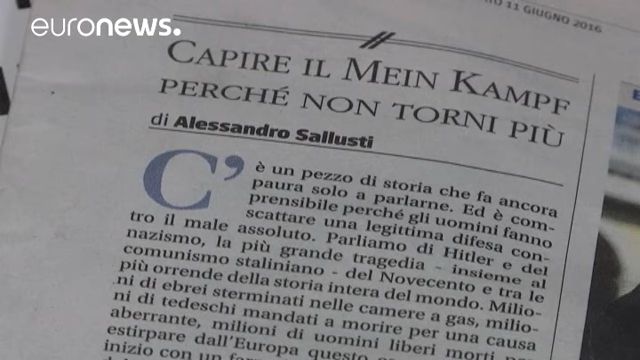 euronews.
11 GIUGNO 2016
CAPIRE IL MEIN KAMPF
PERCHÉ NON TORNI PIÙ
di Alessandro Sallusti
C'è un pezzo di storia che fa ancora
paura solo a parlarne. Ed è com-
prensibile perché gli uomini fanno
scattare una legittima difesa con-
tro il male assoluto. Parliamo di Hitler e del
nazismo, la più grande tragedia - insieme al
comunismo staliniano - del Novecento e tra le
più orrende della storia intera del mondo. Milio-
ni di ebrei sterminati nelle camere a gas, milio-
ni di tedeschi mandati a morire per una causa
aberrante, milioni di uomini liberi morti per
estirpare dall'Europa questo
inizio con un